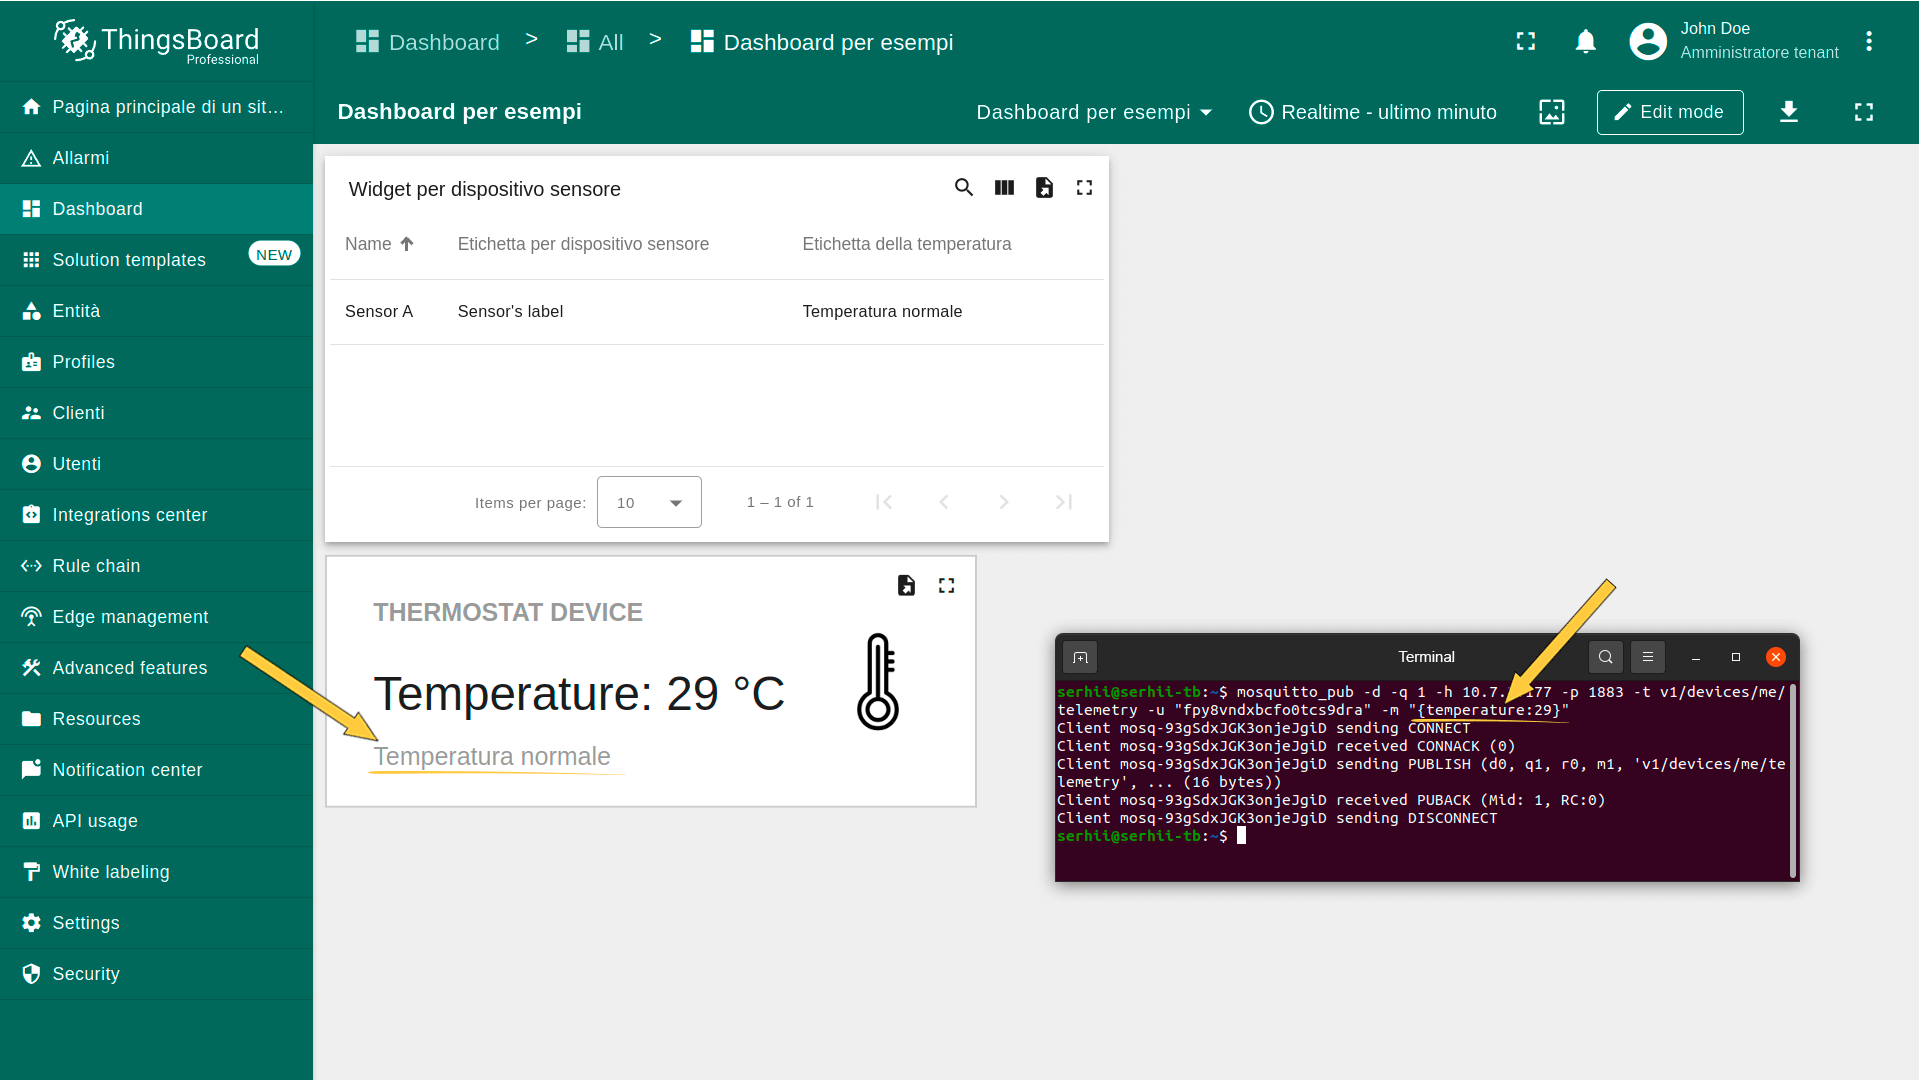 ThingsBoard
Professional
Dashboard > All > Dashboard per esempi
John Doe
Amministratore tenant
Pagina principale di un sit...
Allarmi
Dashboard
Solution templates NEW
Entità
Profiles
Clienti
Utenti
Integrations center
Rule chain
Edge management
Advanced features
Resources
Notification center
API usage
White labeling
Settings
Security
Dashboard per esempi
Dashboard per esempi
Realtime - ultimo minuto
Edit mode
Widget per dispositivo sensore
Name Etichetta per dispositivo sensore Etichetta della temperatura
Sensor A Sensor's label Temperatura normale
Items per page: 10 1 – 1 of 1
THERMOSTAT DEVICE
Temperature: 29 °C
Temperatura normale
Terminal
serhii@serhii-tb:~$ mosquitto_pub -d -q 1 -h 10.7. 77 -p 1883 -t v1/devices/me/
telemetry -u "fpy8vndxbcfo0tcs9dra" -m "{temperature:29}"
Client mosq-93gSdxJGK3onjeJgiD sending CONNECT
Client mosq-93gSdxJGK3onjeJgiD received CONNACK (0)
Client mosq-93gSdxJGK3onjeJgiD sending PUBLISH (d0, q1, r0, m1, 'v1/devices/me/te
lemetry', ... (16 bytes))
Client mosq-93gSdxJGK3onjeJgiD received PUBACK (Mid: 1, RC:0)
Client mosq-93gSdxJGK3onjeJgiD sending DISCONNECT
serhii@serhii-tb:~$